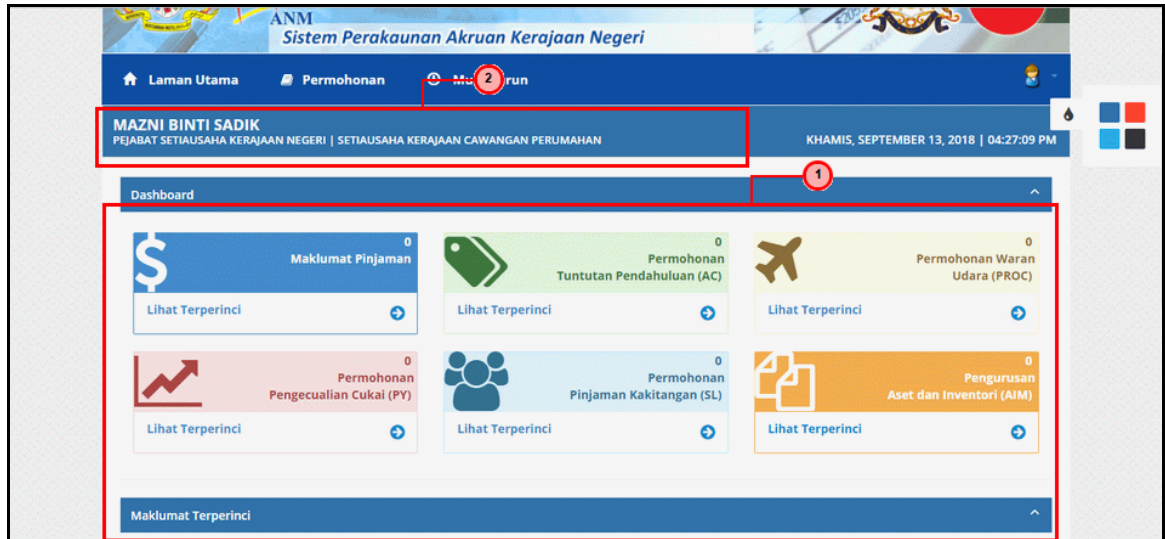 ANM
Sistem Perakaunan Akruan Kerajaan Negeri
Laman Utama Permohonan
2
MAZNI BINTI SADIK
PEJABAT SETIAUSAHA KERAJAAN NEGERI | SETIAUSAHA KERAJAAN CAWANGAN PERUMAHAN
KHAMIS, SEPTEMBER 13, 2018 | 04:27:09 PM
1
Dashboard
0
Maklumat Pinjaman
Lihat Terperinci
0
Permohonan
Tuntutan Pendahuluan (AC)
Lihat Terperinci
0
Permohonan Waran
Udara (PROC)
Lihat Terperinci
0
Permohonan
Pengecualian Cukai (PY)
Lihat Terperinci
0
Permohonan
Pinjaman Kakitangan (SL)
Lihat Terperinci
0
Pengurusan
Aset dan Inventori (AIM)
Lihat Terperinci
Maklumat Terperinci